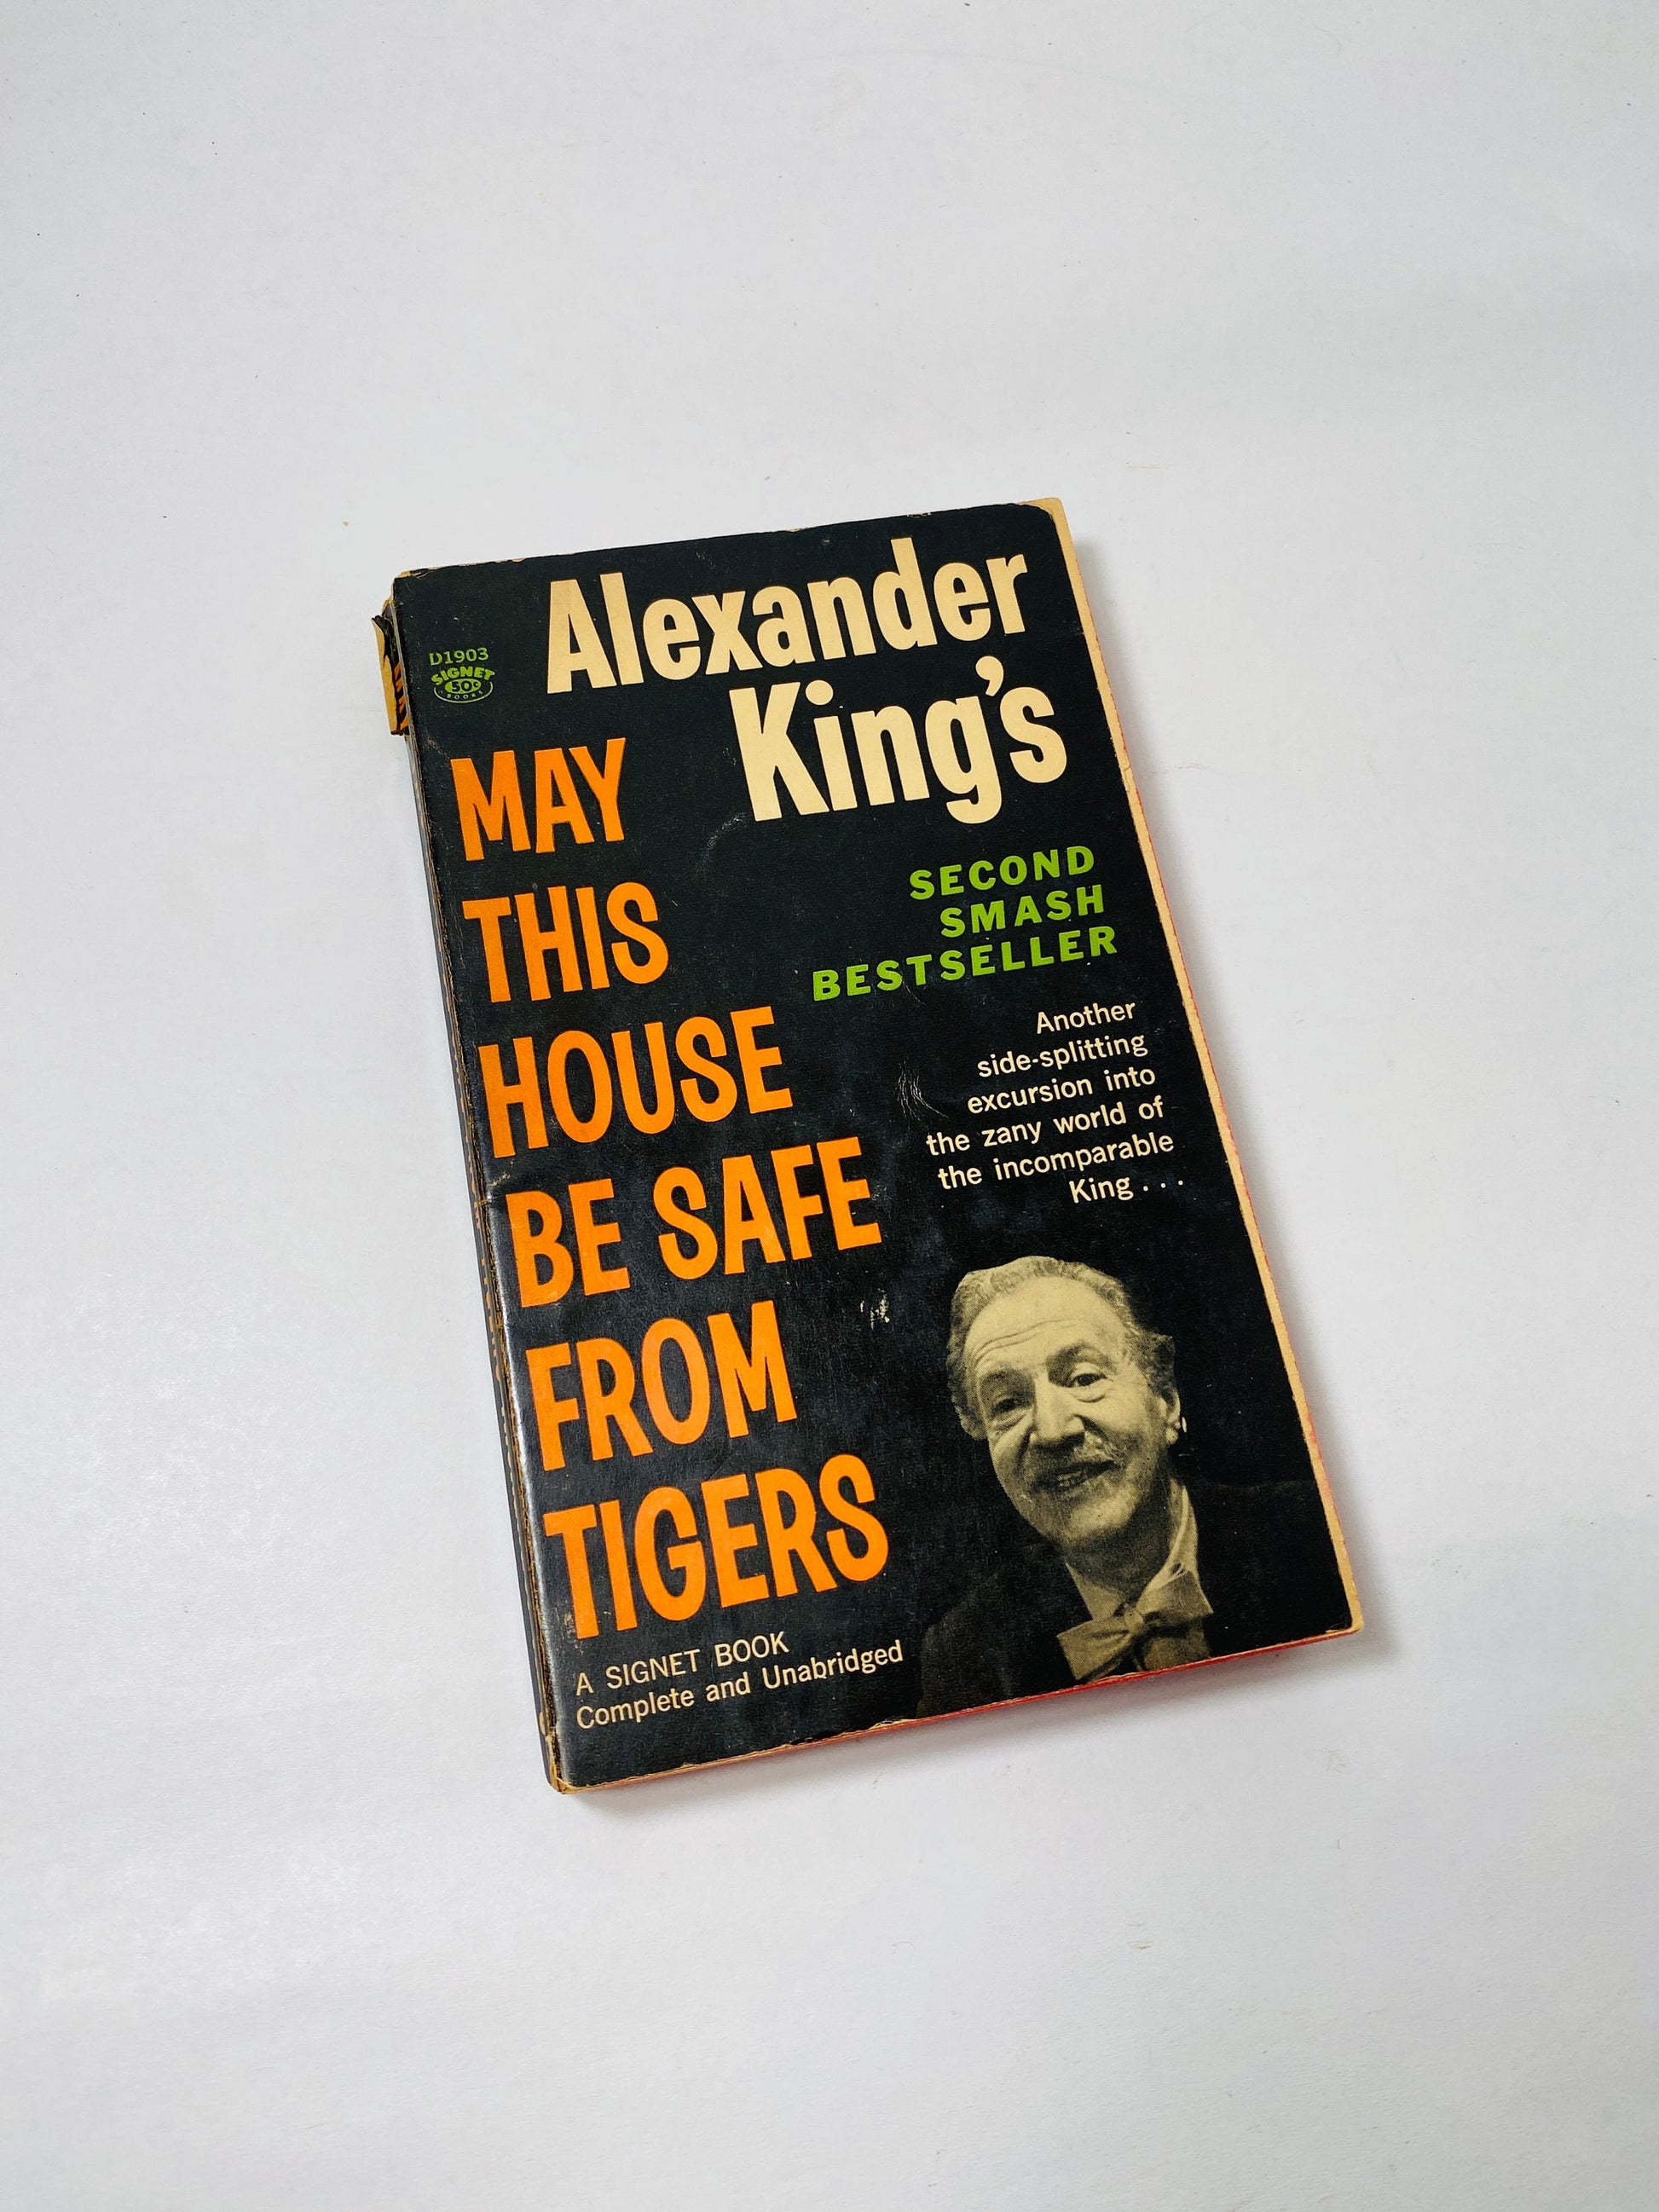 Alexander
King's
D1903
SIGNET
50¢
BOOKS
MAY
THIS
HOUSE
BE SAFE
FROM
TIGERS
SECOND
SMASH
BESTSELLER
Another
side-splitting
excursion into
the zany world of
the incomparable
King . . .
A SIGNET BOOK
Complete and Unabridged